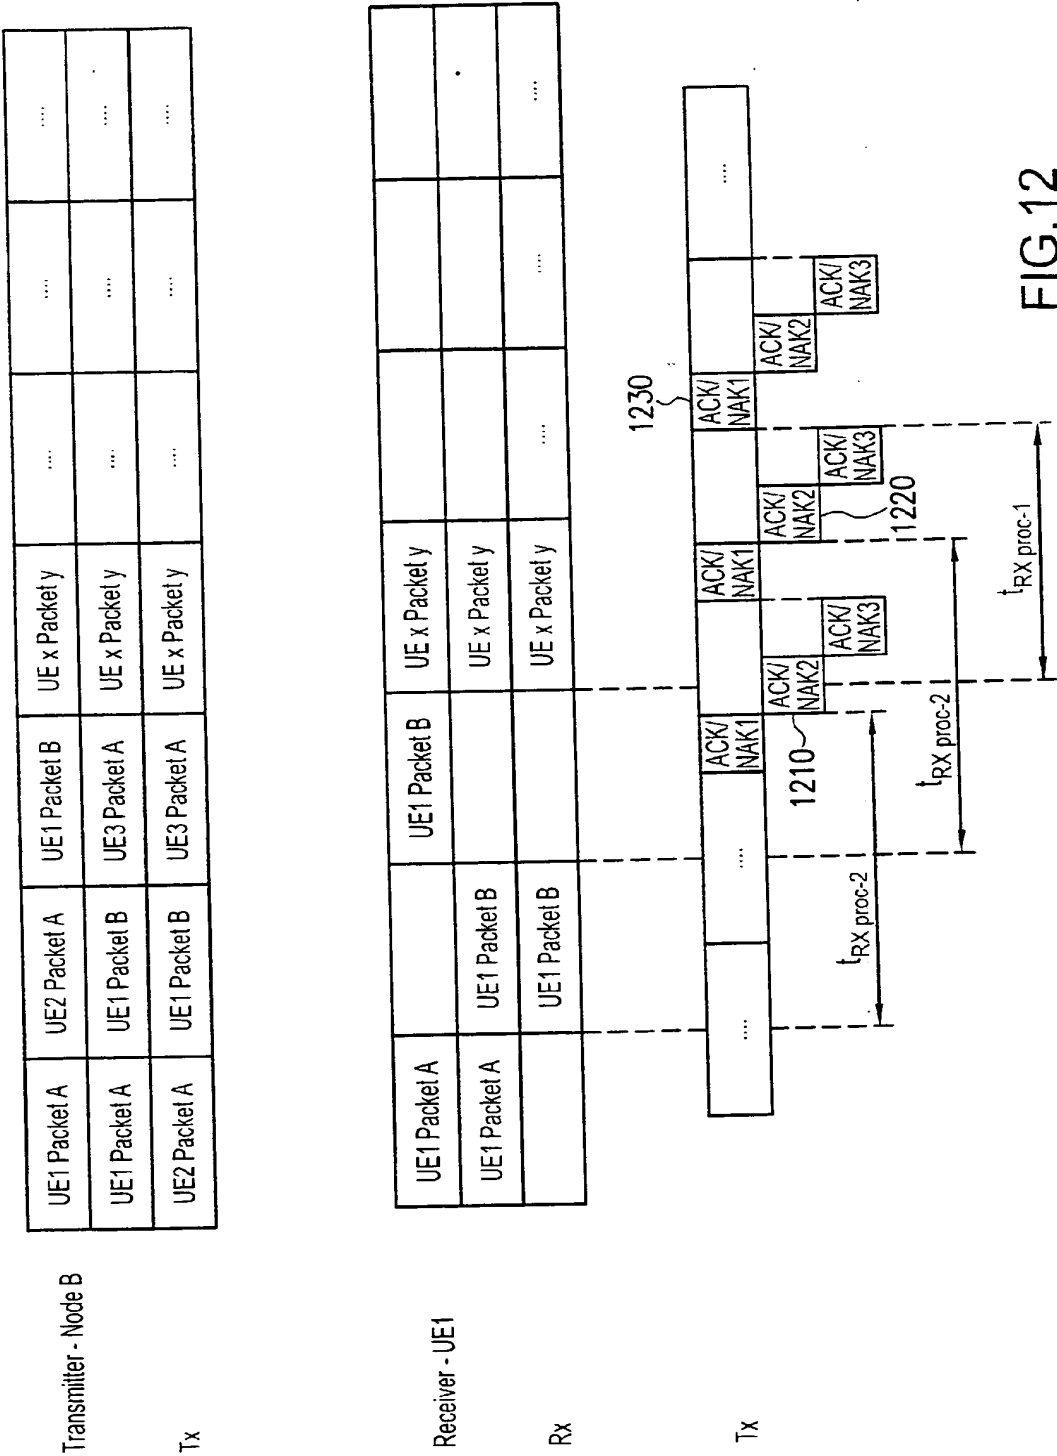 Transmitter - Node B
Tx
UE1 Packet A
UE2 Packet A
UE1 Packet B
UE x Packet y
....
....
....
UE1 Packet A
UE1 Packet B
UE3 Packet A
UE x Packet y
....
....
....
UE2 Packet A
UE1 Packet B
UE3 Packet A
UE x Packet y
....
....
....
Receiver - UE1
Rx
UE1 Packet A
UE1 Packet B
UE x Packet y
UE1 Packet A
UE1 Packet B
UE x Packet y
UE1 Packet B
UE x Packet y
....
....
....
Tx
....
....
ACK/
NAK1
ACK/
NAK1
ACK/
NAK1
1230
....
1210
ACK/
NAK2
ACK/
NAK2
1220
ACK/
NAK2
ACK/
NAK3
ACK/
NAK3
ACK/
NAK3
tRX proc-2
tRX proc-2
tRX proc-1
FIG.12